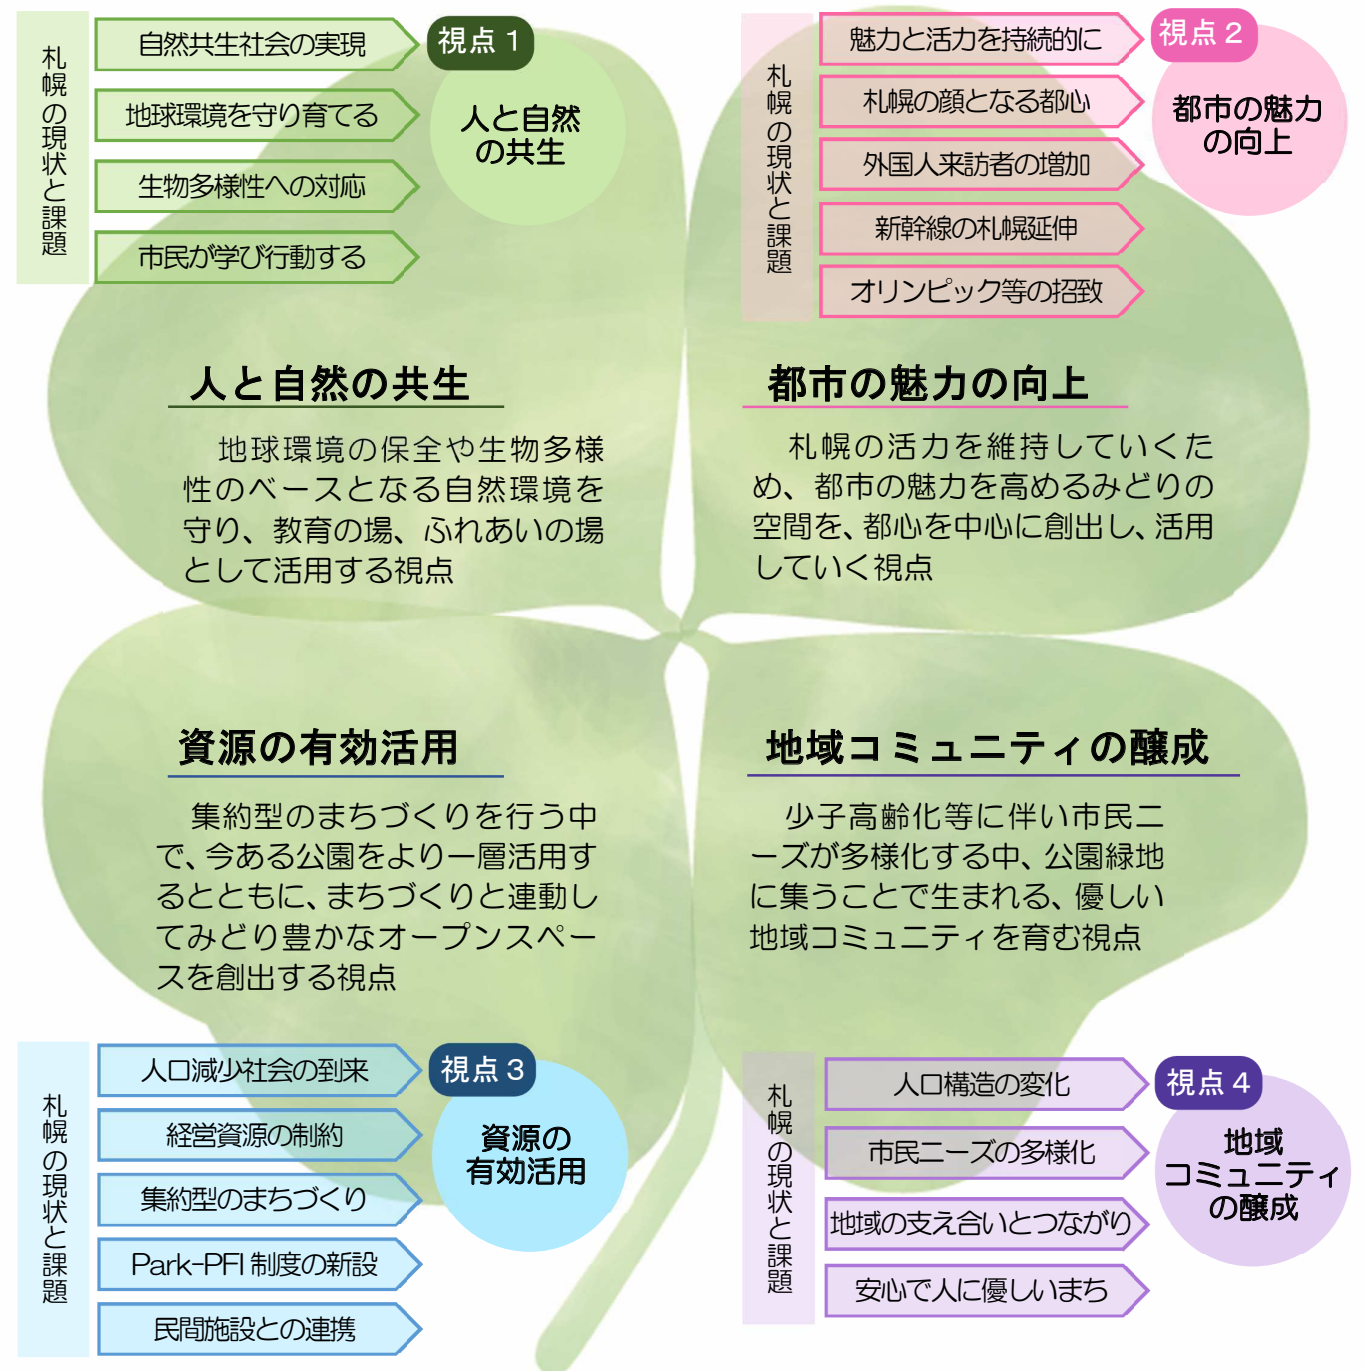 札幌の現状と課題
自然共生社会の実現
地球環境を守り育てる
生物多様性への対応
市民が学び行動する
視点1
人と自然
の共生
札幌の現状と課題
魅力と活力を持続的に
札幌の顔となる都心
外国人来訪者の増加
新幹線の札幌延伸
オリンピック等の招致
視点2
都市の魅力
の向上
人と自然の共生
地球環境の保全や生物多様
性のベースとなる自然環境を
守り、教育の場、ふれあいの場
として活用する視点
都市の魅力の向上
札幌の活力を維持していくた
め、都市の魅力を高めるみどりの
空間を、都心を中心に創出し、活用
していく視点
資源の有効活用
集約型のまちづくりを行う中
で、今ある公園をより一層活用す
るとともに、まちづくりと連動し
てみどり豊かなオープンスペー
スを創出する視点
地域コミュニティの醸成
少子高齢化等に伴い市民ニ
ーズが多様化する中、公園緑地
に集うことで生まれる、優しい
地域コミュニティを育む視点
札幌の現状と課題
人口減少社会の到来
経営資源の制約
集約型のまちづくり
Park-PFI 制度の新設
民間施設との連携
視点3
資源の
有効活用
札幌の現状と課題
人口構造の変化
市民ニーズの多様化
地域の支え合いとつながり
安心で人に優しいまち
視点4
地域
コミュニティ
の醸成